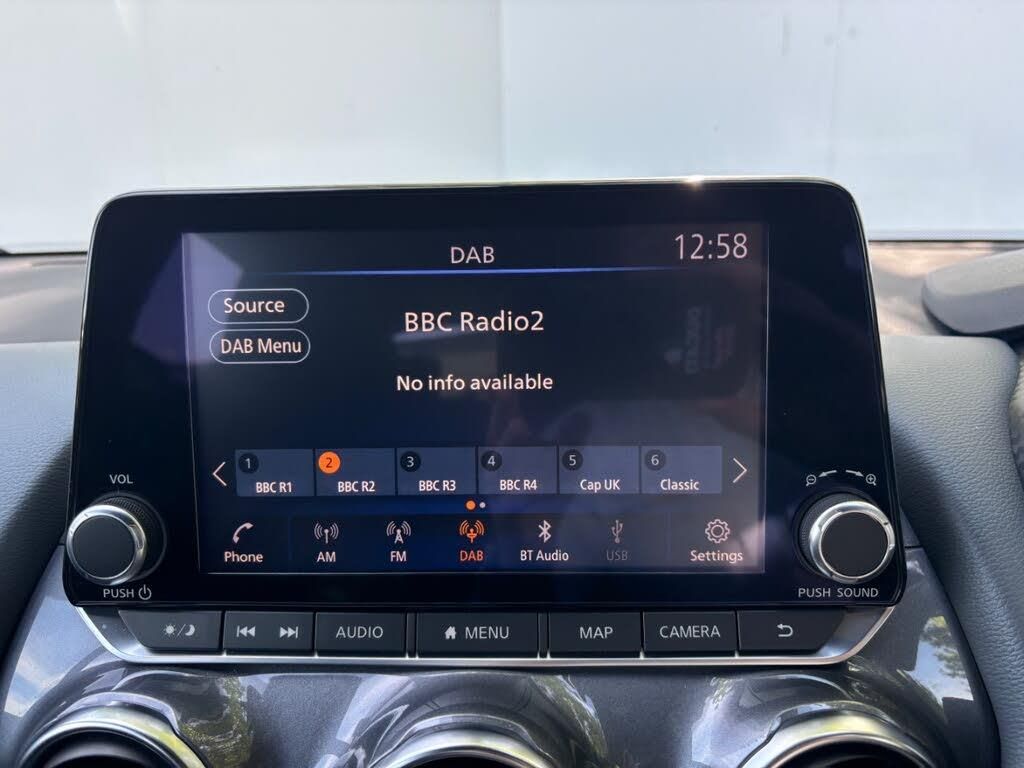 DAB
12:58
Source
BBC Radio2
DAB Menu
No info available
1 2 3 4 5 6
BBC R1 BBC R2 BBC R3 BBC R4 Cap UK Classic
VOL
Phone AM FM DAB BT Audio USB Settings
PUSH
PUSH SOUND
AUDIO MENU MAP CAMERA